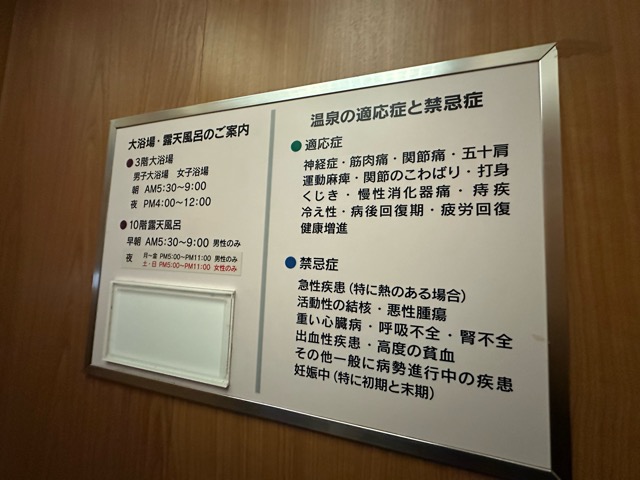 大浴場・露天風呂のご案内
●3階大浴場
男子大浴場 女子浴場
朝 AM5:30〜9:00
夜 PM4:00〜12:00
●10階露天風呂
早朝 AM5:30〜9:00 男性のみ
夜 月〜金 PM5:00〜PM11:00 男性のみ
土・日 PM5:00〜PM11:00 女性のみ
温泉の適応症と禁忌症
●適応症
神経症・筋肉痛・関節痛・五十肩
運動麻痺・関節のこわばり・打身
くじき・慢性消化器痛・痔疾
冷え性・病後回復期・疲労回復
健康増進
●禁忌症
急性疾患(特に熱のある場合)
活動性の結核・悪性腫瘍
重い心臓病・呼吸不全・腎不全
出血性疾患・高度の貧血
その他一般に病勢進行中の疾患
妊娠中(特に初期と末期)